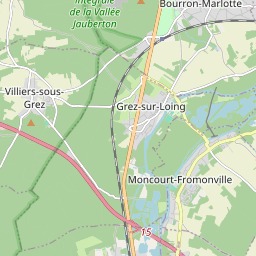 Intégrale
de la Vallée
Jauberton
Bourron-Marlotte
Villiers-sous-
Grez
Grez-sur-Loing
Moncourt-Fromonville
15